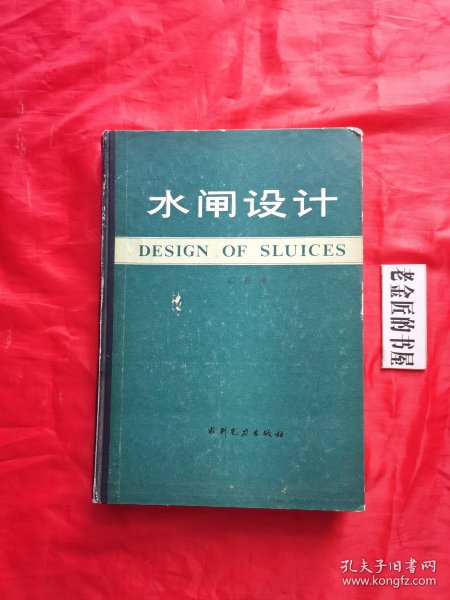 水闸设计
DESIGN OF SLUICES
水利电力出版社
老金匠的书屋
孔夫子旧书网
www.kongfz.com